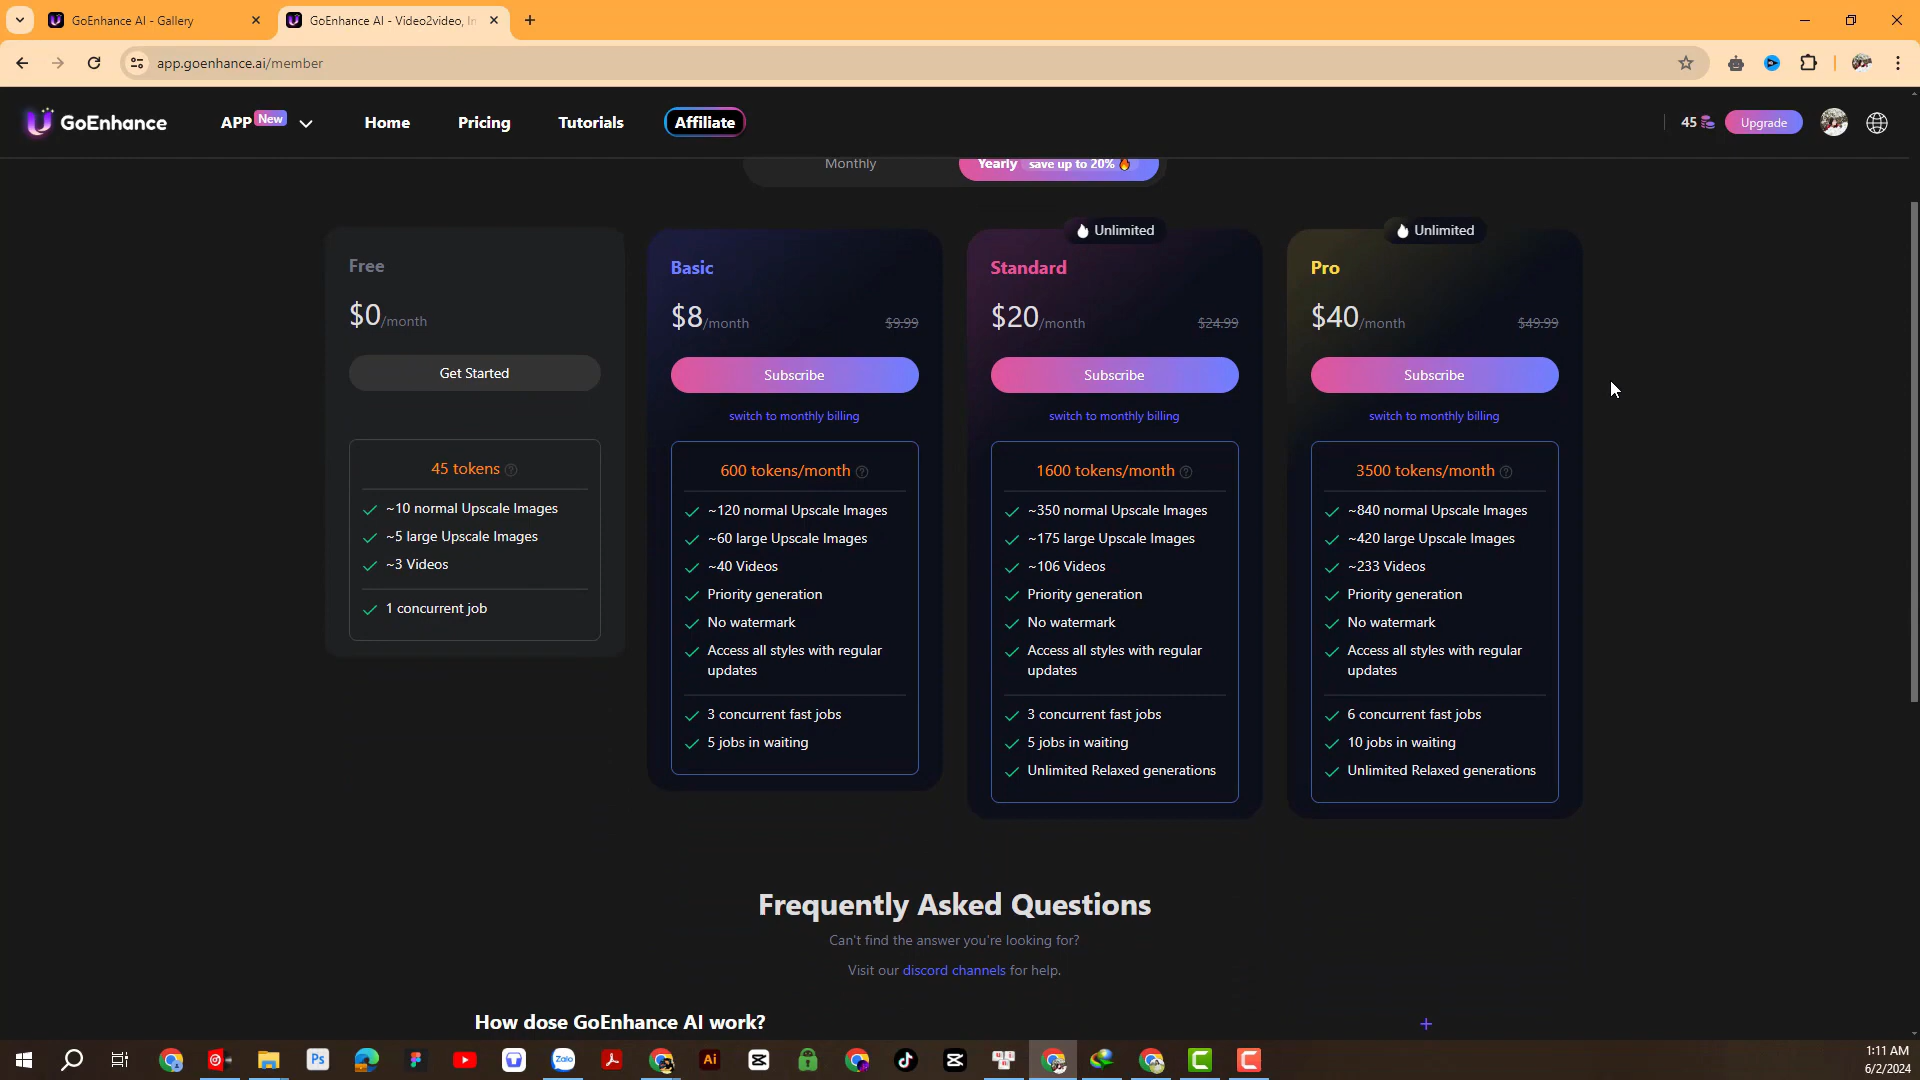 GoEnhance AI - Gallery
GoEnhance AI - Video2video, In
app.goenhance.ai/member
GoEnhance
APP New
Home
Pricing
Tutorials
Affiliate
45
Upgrade
Monthly
Yearly save up to 20%
Free
$0/month
Get Started
45 tokens
~10 normal Upscale Images
~5 large Upscale Images
~3 Videos
1 concurrent job
Basic
$8/month $9.99
Subscribe
switch to monthly billing
600 tokens/month
~120 normal Upscale Images
~60 large Upscale Images
~40 Videos
Priority generation
No watermark
Access all styles with regular
updates
3 concurrent fast jobs
5 jobs in waiting
Unlimited
Standard
$20/month $24.99
Subscribe
switch to monthly billing
1600 tokens/month
~350 normal Upscale Images
~175 large Upscale Images
~106 Videos
Priority generation
No watermark
Access all styles with regular
updates
3 concurrent fast jobs
5 jobs in waiting
Unlimited Relaxed generations
Unlimited
Pro
$40/month $49.99
Subscribe
switch to monthly billing
3500 tokens/month
~840 normal Upscale Images
~420 large Upscale Images
~233 Videos
Priority generation
No watermark
Access all styles with regular
updates
6 concurrent fast jobs
10 jobs in waiting
Unlimited Relaxed generations
Frequently Asked Questions
Can't find the answer you're looking for?
Visit our discord channels for help.
How dose GoEnhance AI work?
+
Ps
Zalo
Ai
1:11 AM
6/2/2024